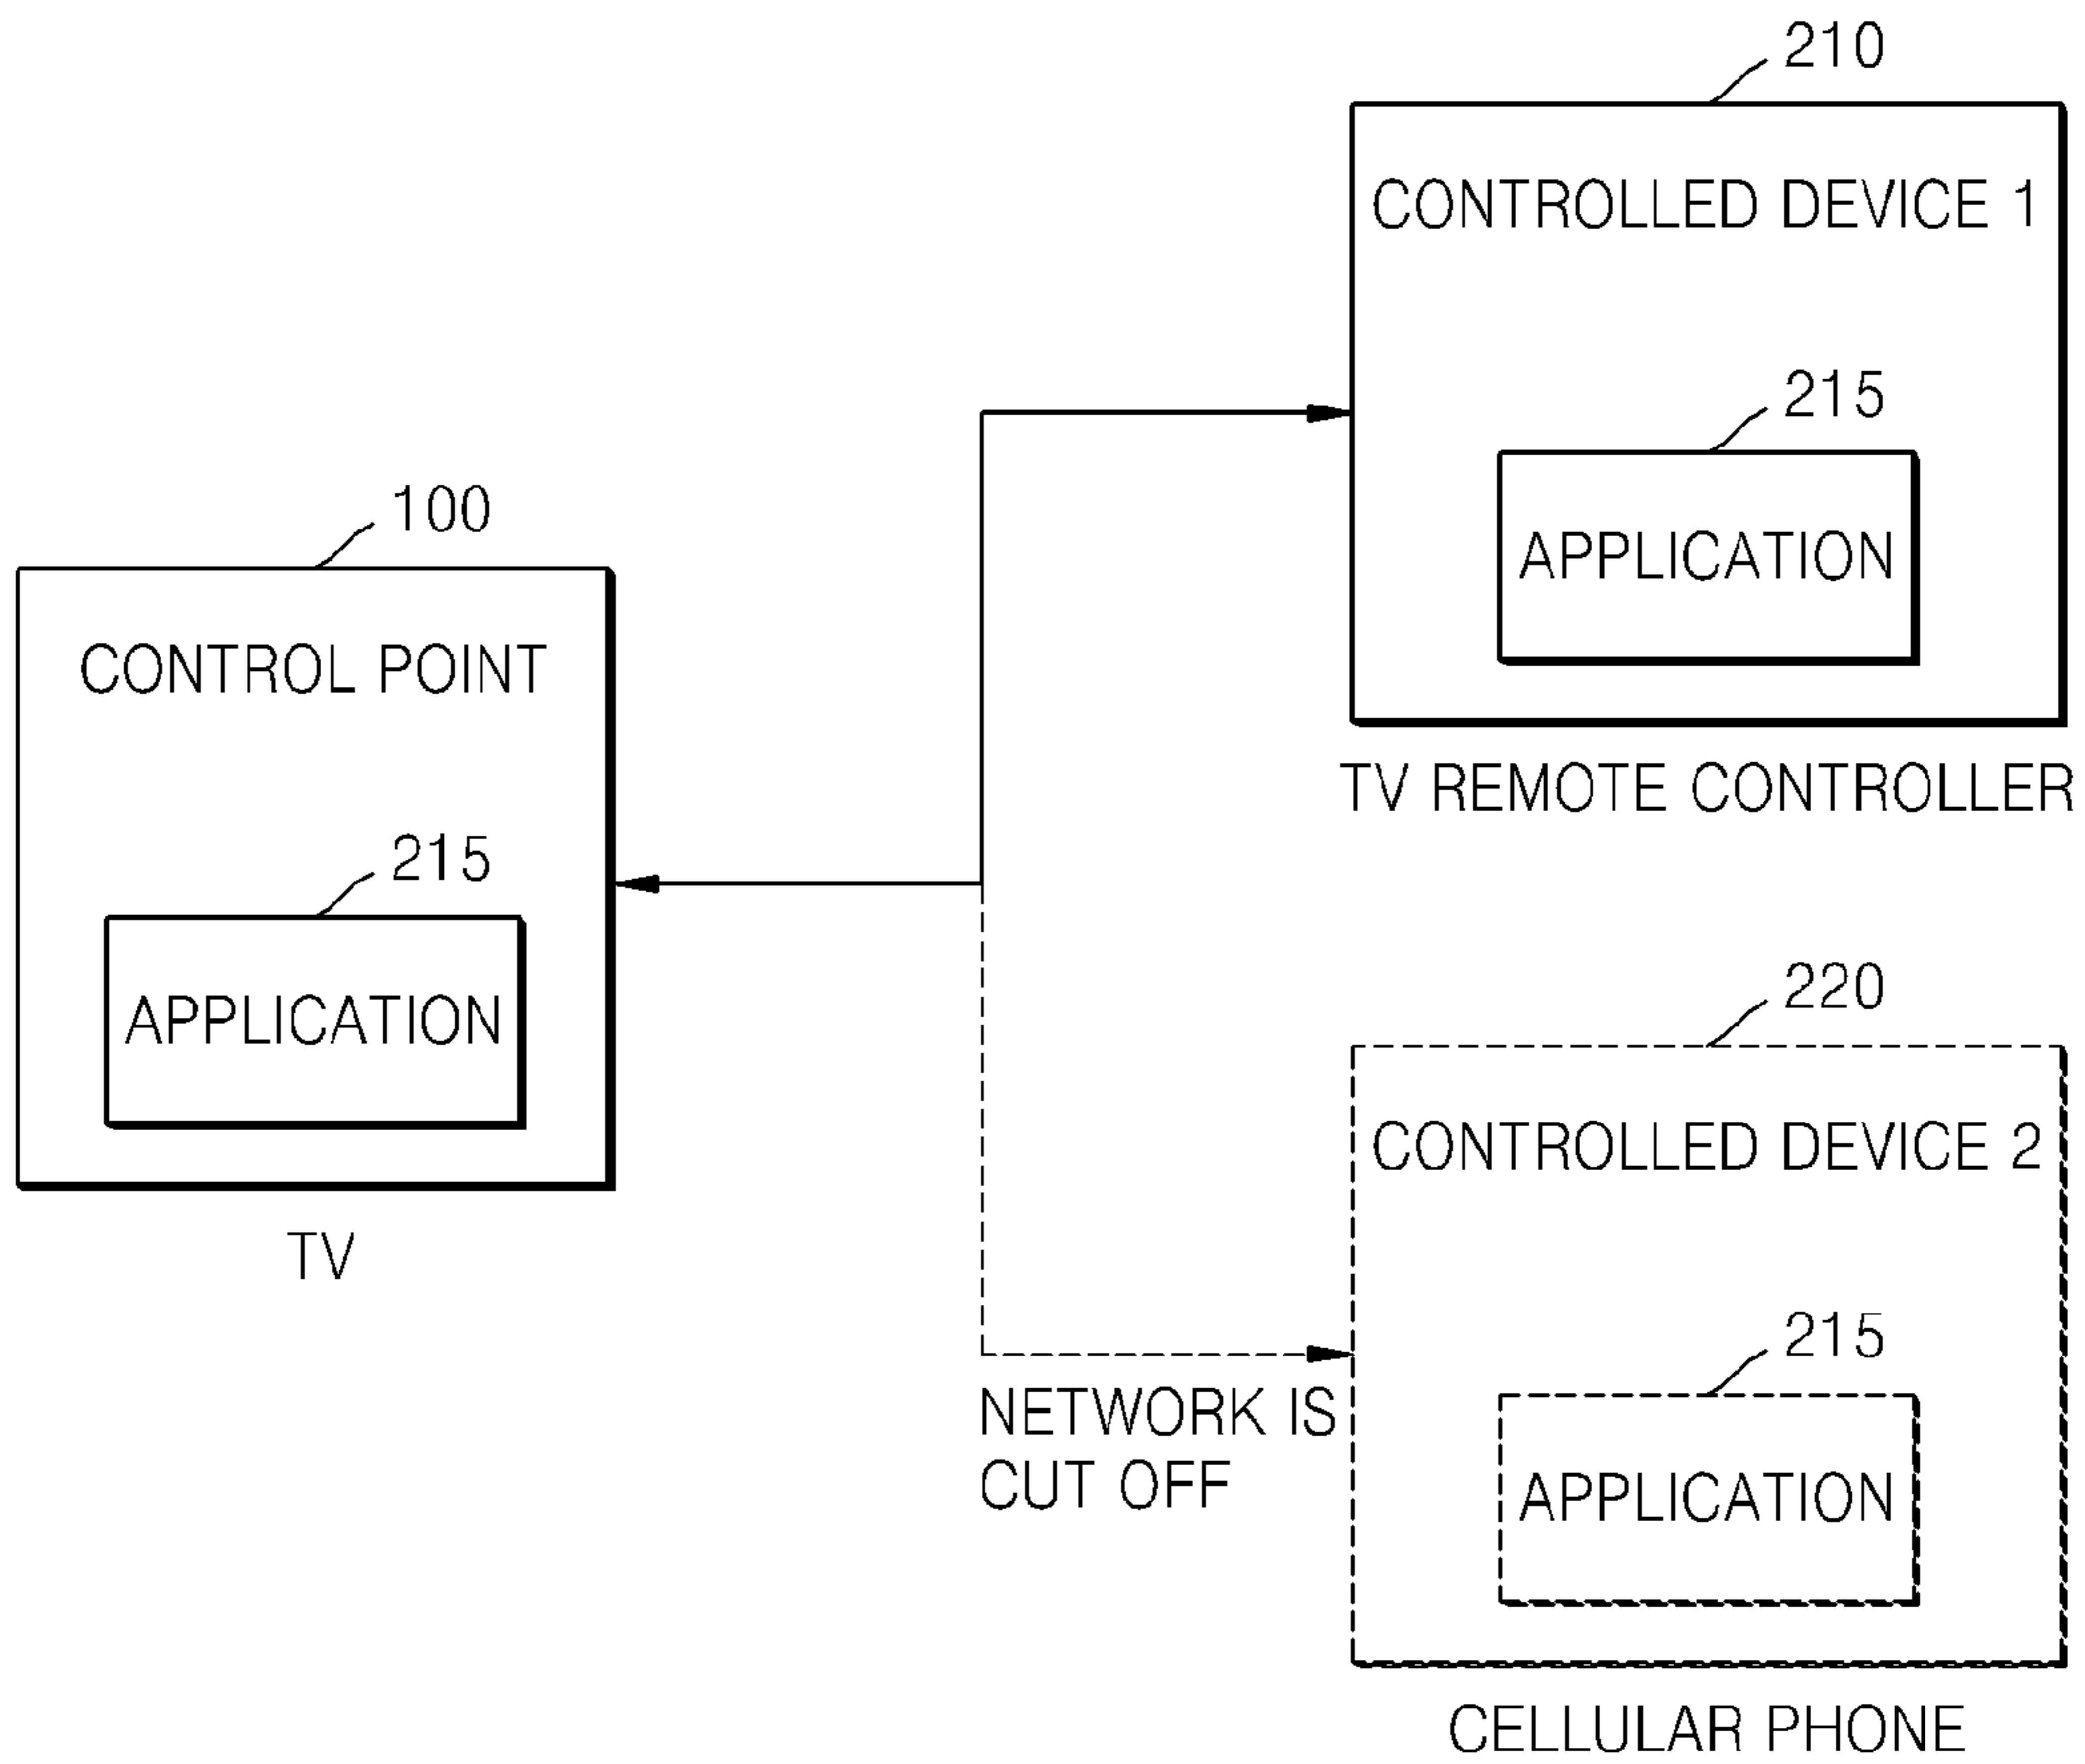 210
CONTROLLED DEVICE 1
215
APPLICATION
TV REMOTE CONTROLLER
100
CONTROL POINT
215
APPLICATION
TV
220
CONTROLLED DEVICE 2
215
APPLICATION
CELLULAR PHONE
NETWORK IS
CUT OFF